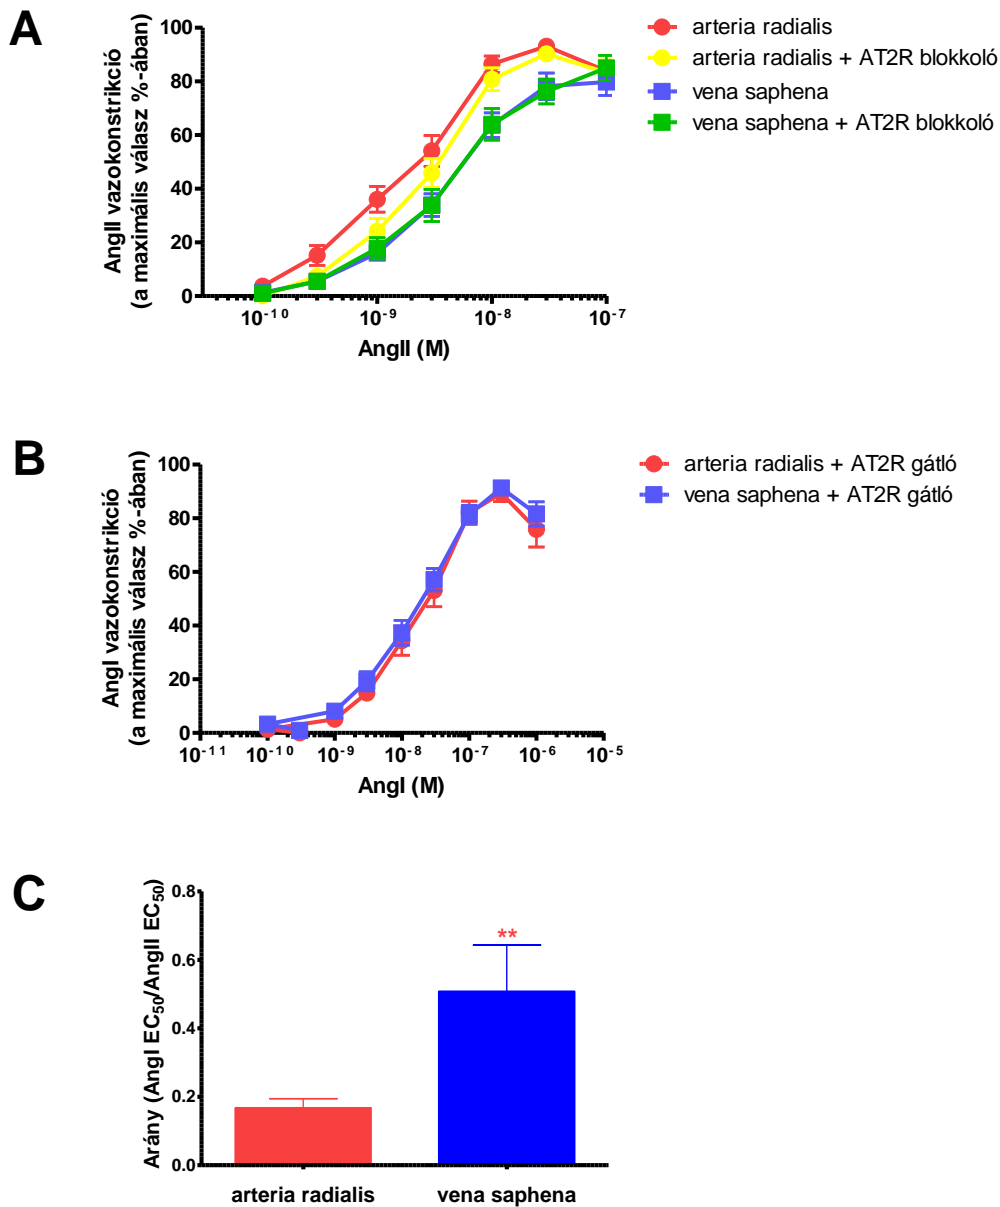 A
AngII vazokonstrikció
(a maximális válasz %-ában)
100
80
60
40
20
0
10⁻¹⁰
10⁻⁹
10⁻⁸
10⁻⁷
AngII (M)
arteria radialis
arteria radialis + AT2R blokkoló
vena saphena
vena saphena + AT2R blokkoló
B
AngI vazokonstrikció
(a maximális válasz %-ában)
100
80
60
40
20
0
10⁻¹¹
10⁻¹⁰
10⁻⁹
10⁻⁸
10⁻⁷
10⁻⁶
10⁻⁵
AngI (M)
arteria radialis + AT2R gátló
vena saphena + AT2R gátló
C
Arány (AngI EC₅₀/AngII EC₅₀)
0.8
0.6
0.4
0.2
0.0
**
arteria radialis
vena saphena